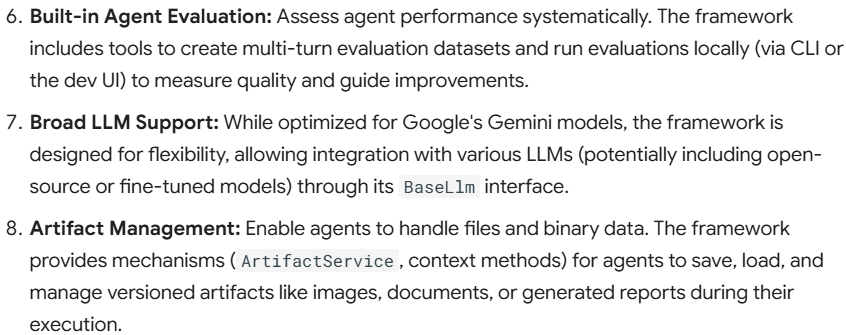 6. Built-in Agent Evaluation: Assess agent performance systematically. The framework
includes tools to create multi-turn evaluation datasets and run evaluations locally (via CLI or
the dev UI) to measure quality and guide improvements.
7. Broad LLM Support: While optimized for Google's Gemini models, the framework is
designed for flexibility, allowing integration with various LLMs (potentially including open-
source or fine-tuned models) through its BaseLlm interface.
8. Artifact Management: Enable agents to handle files and binary data. The framework
provides mechanisms ( ArtifactService , context methods) for agents to save, load, and
manage versioned artifacts like images, documents, or generated reports during their
execution.